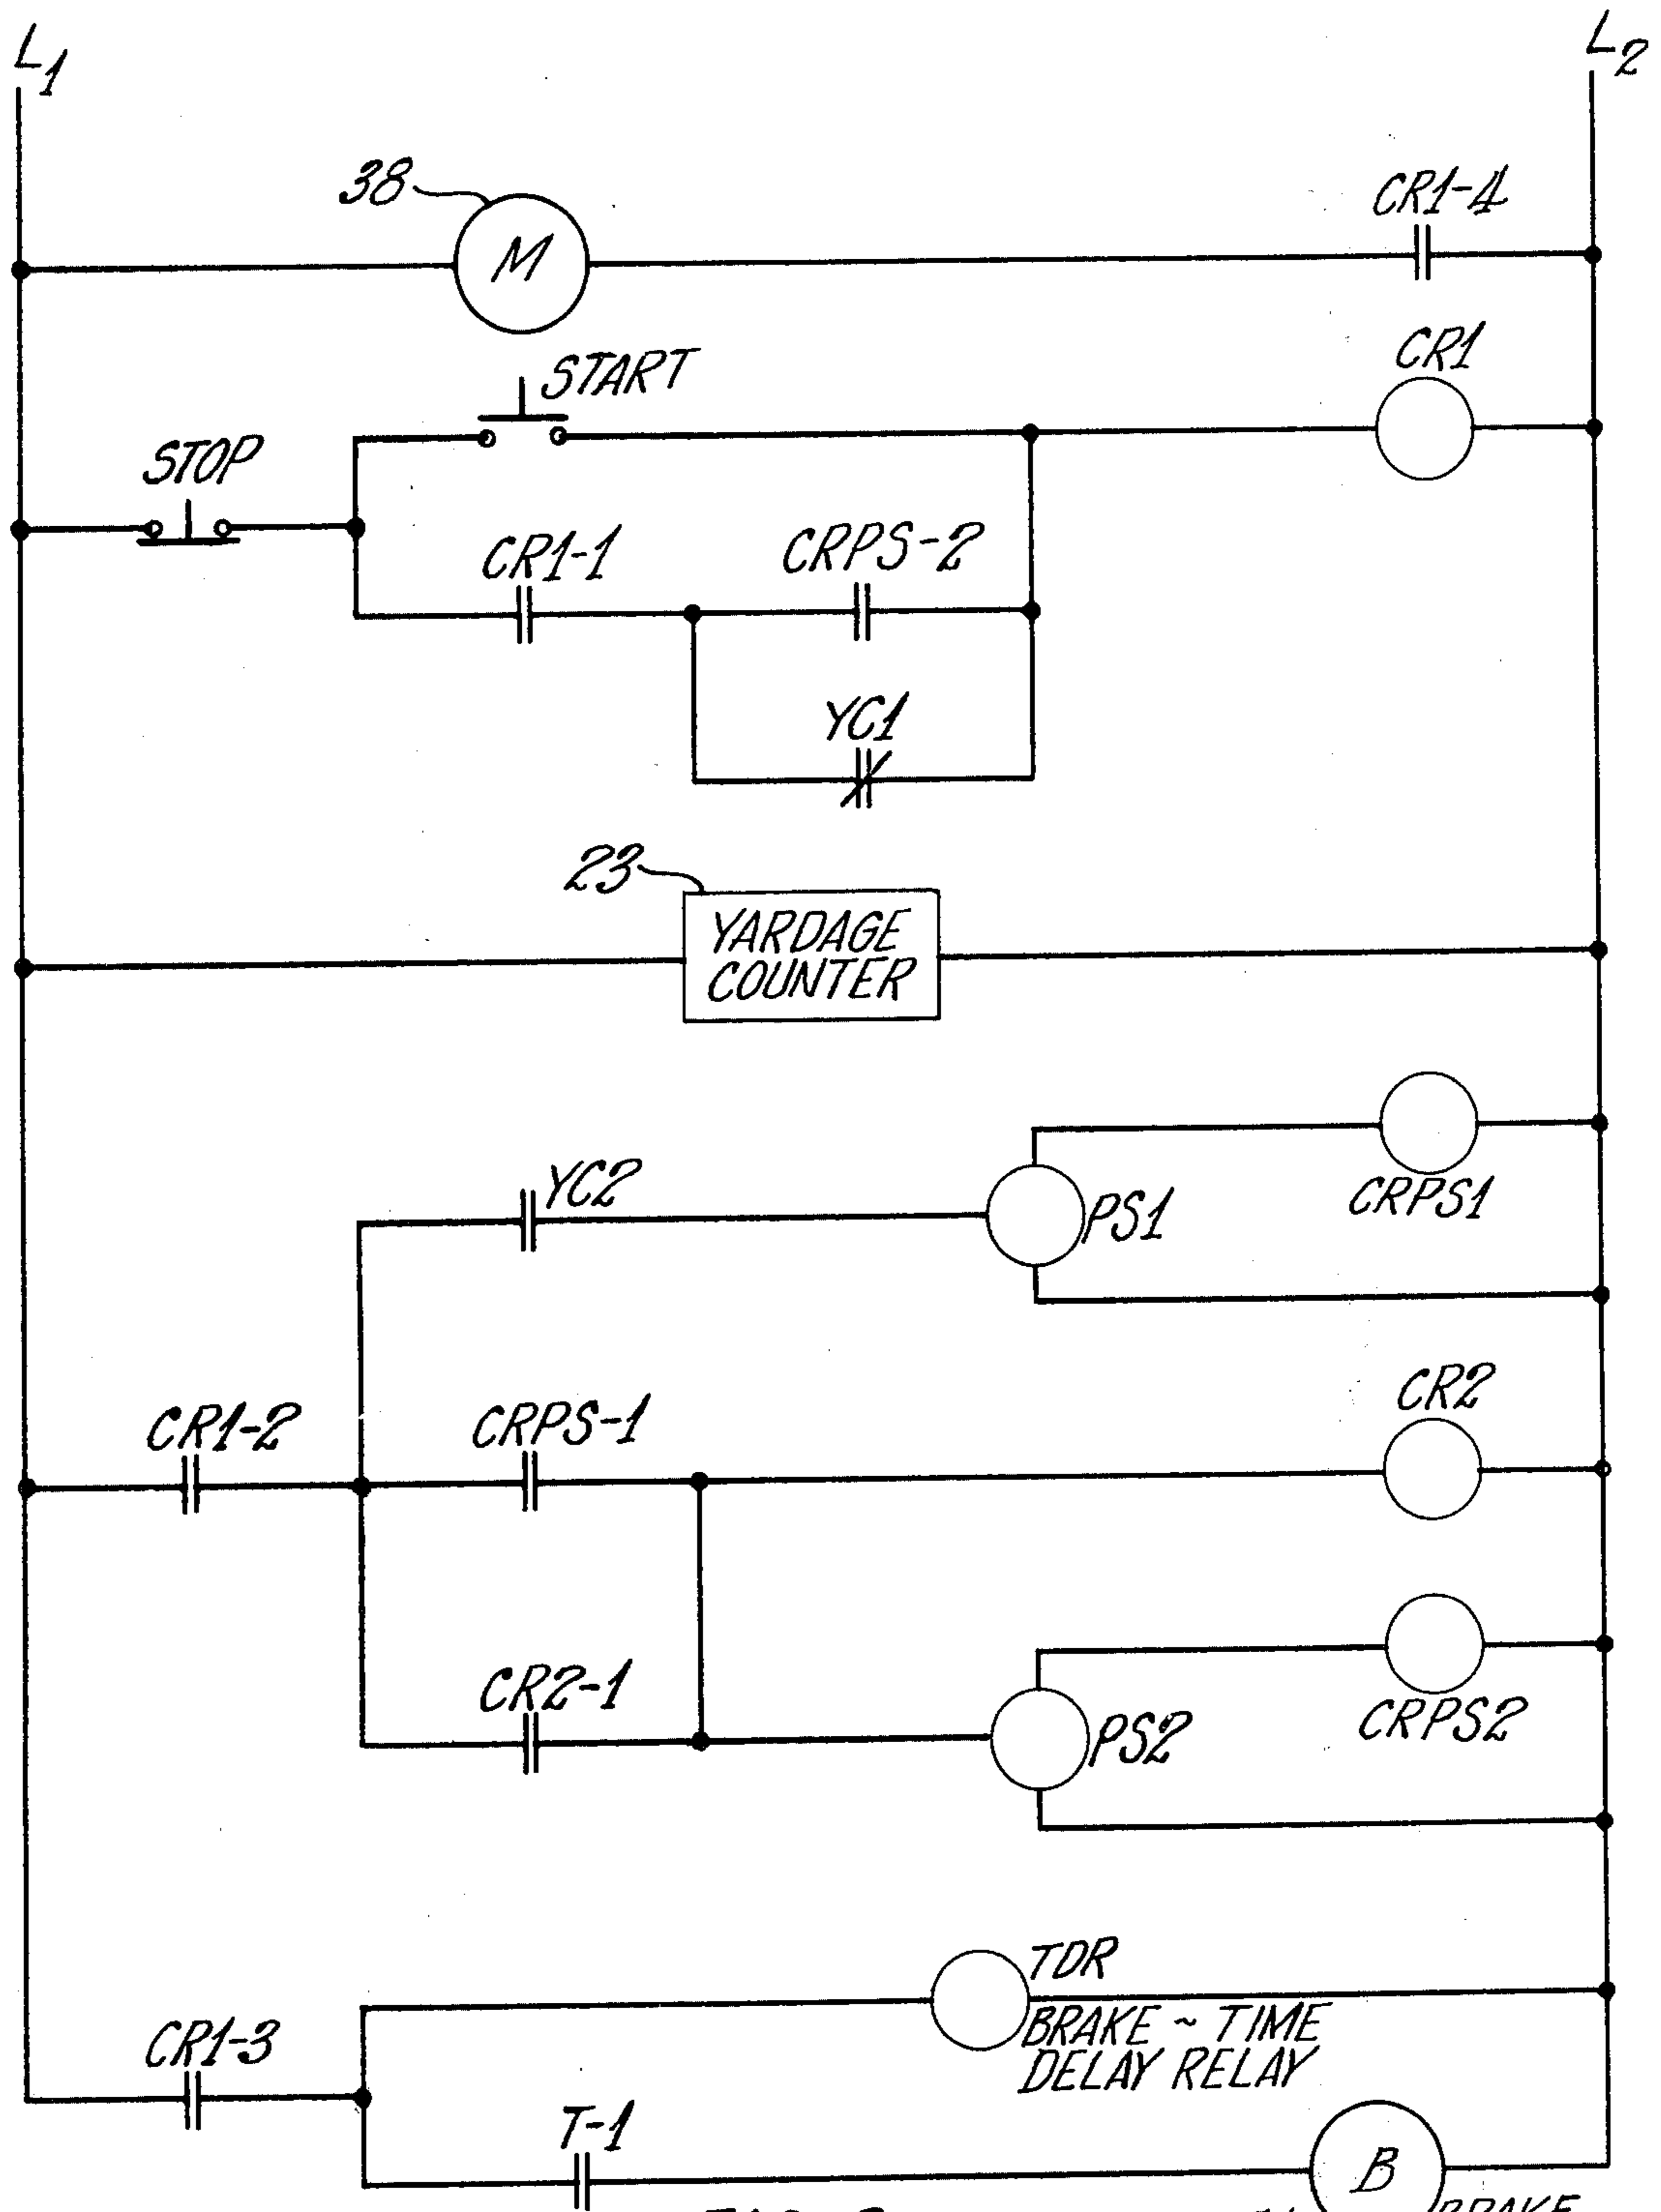 L1
L2
38
M
CR1-4
START
CR1
STOP
CR1-1
CRPS-2
YC1
23
YARDAGE
COUNTER
YC2
PS1
CRPS1
CR1-2
CRPS-1
CR2
CR2-1
PS2
CRPS2
TDR
BRAKE ~ TIME
DELAY RELAY
CR1-3
T-1
B
BRAKE